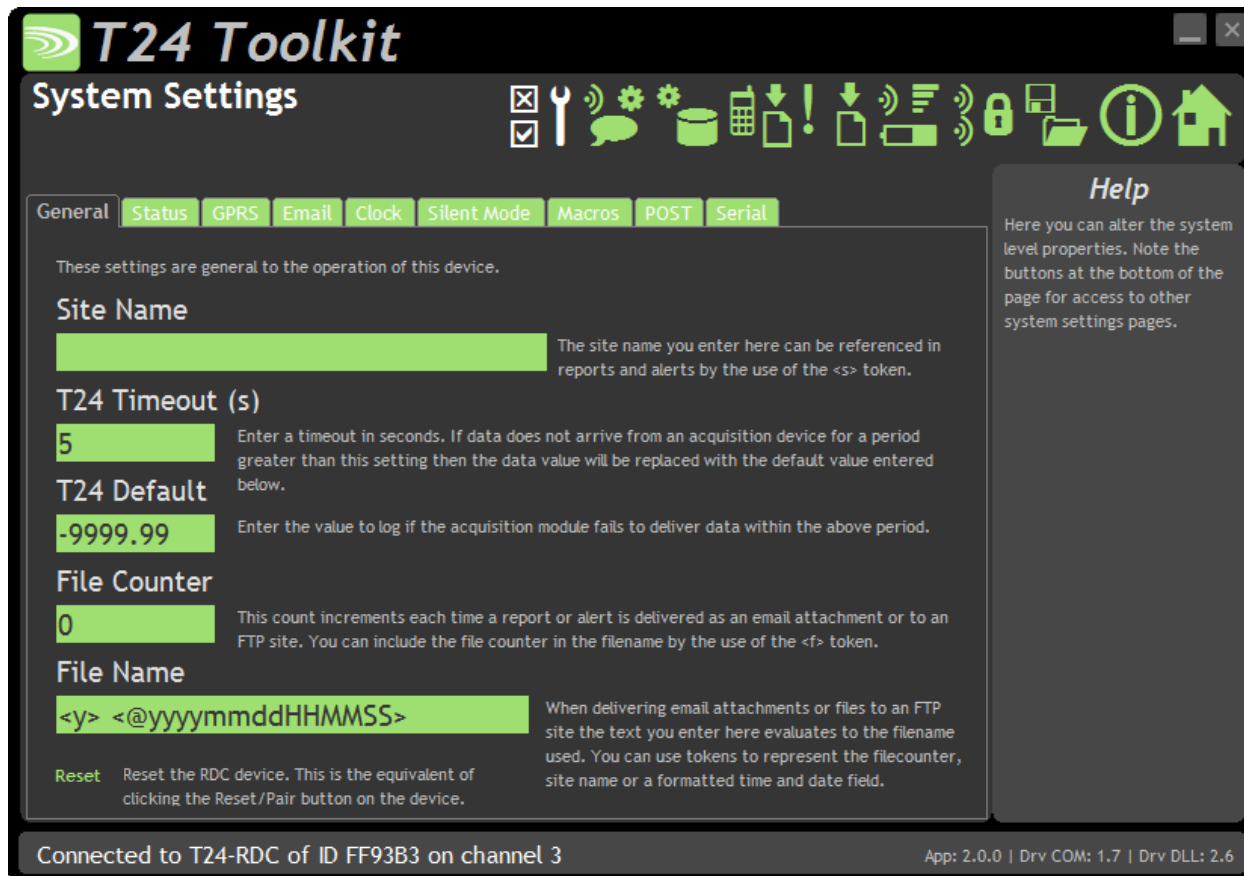 T24 Toolkit
System Settings
General Status GPRS Email Clock Silent Mode Macros POST Serial
These settings are general to the operation of this device.
Site Name
The site name you enter here can be referenced in
reports and alerts by the use of the <s> token.
T24 Timeout (s)
5
Enter a timeout in seconds. If data does not arrive from an acquisition device for a period
greater than this setting then the data value will be replaced with the default value entered
below.
T24 Default
-9999.99
Enter the value to log if the acquisition module fails to deliver data within the above period.
File Counter
0
This count increments each time a report or alert is delivered as an email attachment or to an
FTP site. You can include the file counter in the filename by the use of the <f> token.
File Name
<y> <@yyyymmddHHMMSS>
When delivering email attachments or files to an FTP
site the text you enter here evaluates to the filename
used. You can use tokens to represent the filecounter,
site name or a formatted time and date field.
Reset
Reset the RDC device. This is the equivalent of
clicking the Reset/Pair button on the device.
Help
Here you can alter the system
level properties. Note the
buttons at the bottom of the
page for access to other
system settings pages.
Connected to T24-RDC of ID FF93B3 on channel 3
App: 2.0.0 | Drv COM: 1.7 | Drv DLL: 2.6